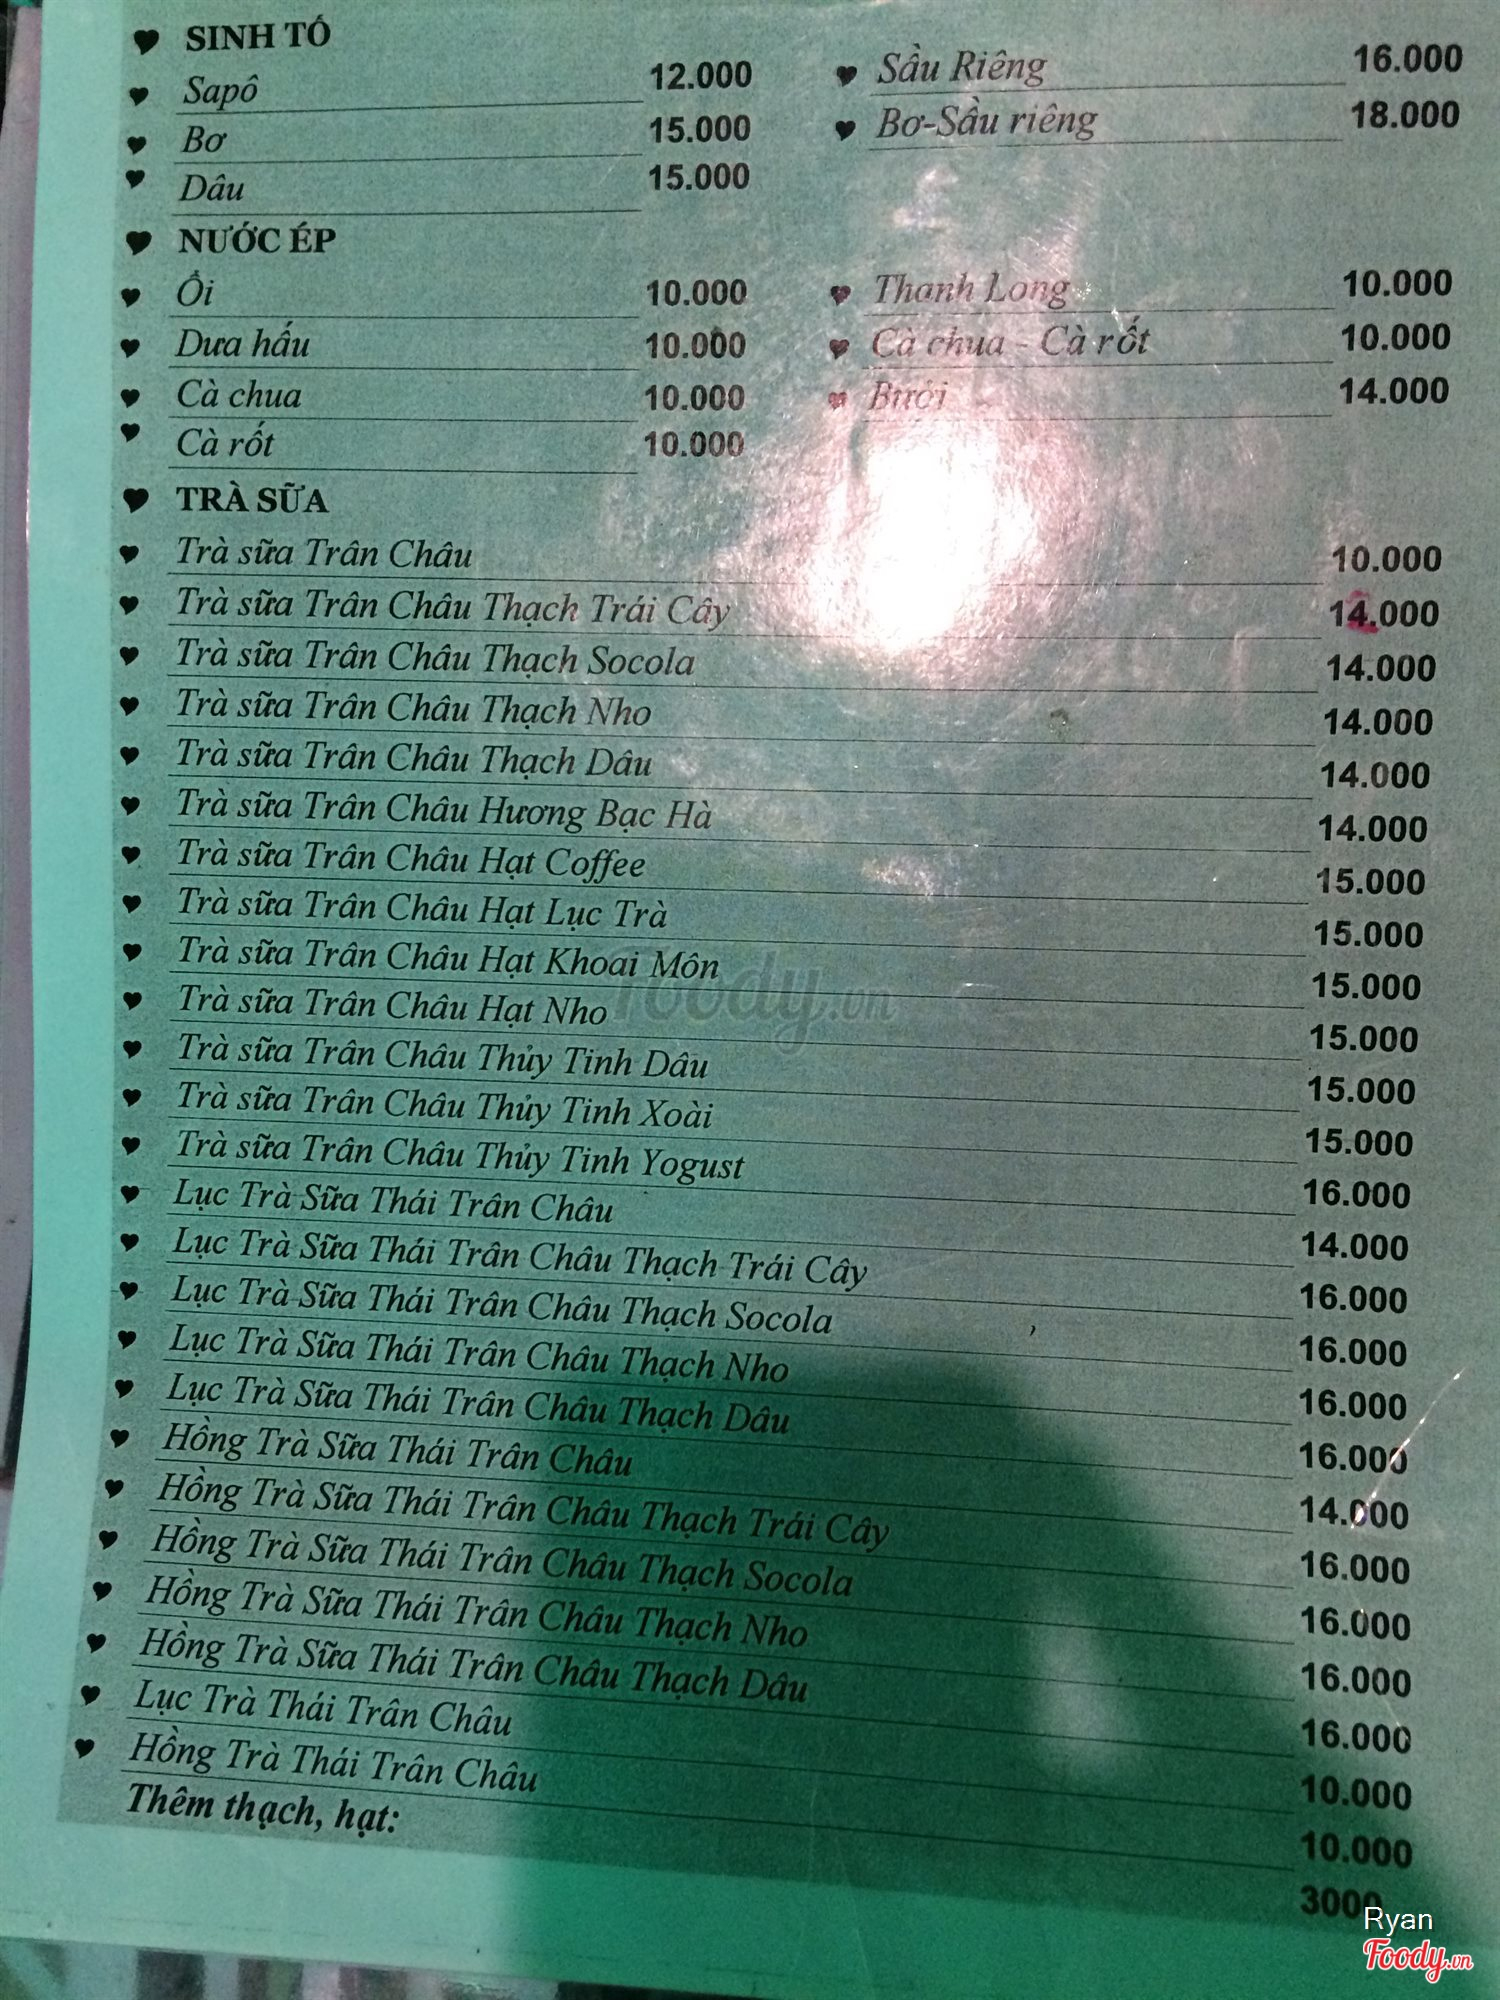 SINH TỐ
Sapô 12.000
Sầu Riêng 16.000
Bơ 15.000
Bơ-Sầu riêng 18.000
Dâu 15.000
NƯỚC ÉP
Ổi 10.000
Thanh Long 10.000
Dưa hấu 10.000
Cà chua - Cà rốt 10.000
Cà chua 10.000
Bưởi 14.000
Cà rốt 10.000
TRÀ SỮA
Trà sữa Trân Châu 10.000
Trà sữa Trân Châu Thạch Trái Cây 14.000
Trà sữa Trân Châu Thạch Socola 14.000
Trà sữa Trân Châu Thạch Nho 14.000
Trà sữa Trân Châu Thạch Dâu 14.000
Trà sữa Trân Châu Hương Bạc Hà 14.000
Trà sữa Trân Châu Hạt Coffee 15.000
Trà sữa Trân Châu Hạt Lục Trà 15.000
Trà sữa Trân Châu Hạt Khoai Môn 15.000
Trà sữa Trân Châu Hạt Nho 15.000
Trà sữa Trân Châu Thủy Tinh Dâu 15.000
Trà sữa Trân Châu Thủy Tinh Xoài 15.000
Trà sữa Trân Châu Thủy Tinh Yogust 16.000
Lục Trà Sữa Thái Trân Châu 14.000
Lục Trà Sữa Thái Trân Châu Thạch Trái Cây 16.000
Lục Trà Sữa Thái Trân Châu Thạch Socola 16.000
Lục Trà Sữa Thái Trân Châu Thạch Nho 16.000
Lục Trà Sữa Thái Trân Châu Thạch Dâu 16.000
Hồng Trà Sữa Thái Trân Châu 14.000
Hồng Trà Sữa Thái Trân Châu Thạch Trái Cây 16.000
Hồng Trà Sữa Thái Trân Châu Thạch Socola 16.000
Hồng Trà Sữa Thái Trân Châu Thạch Nho 16.000
Hồng Trà Sữa Thái Trân Châu Thạch Dâu 16.000
Lục Trà Thái Trân Châu 10.000
Hồng Trà Thái Trân Châu 10.000
Thêm thạch, hạt: 3000
foody.vn
Ryan
Foody.vn